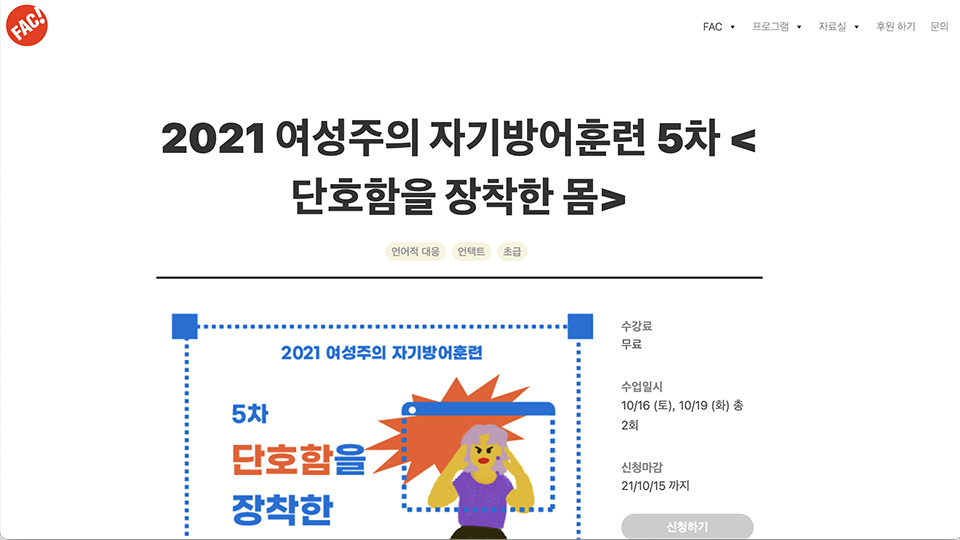 FAC!
FAC 프로그램 자료실 후원 하기 문의
2021 여성주의 자기방어훈련 5차 <
단호함을 장착한 몸>
언어적 대응 언택트 초급
2021 여성주의 자기방어훈련
5차
단호함을
장착한
수강료
무료
수업일시
10/16 (토), 10/19 (화) 총
2회
신청마감
21/10/15 까지
신청하기